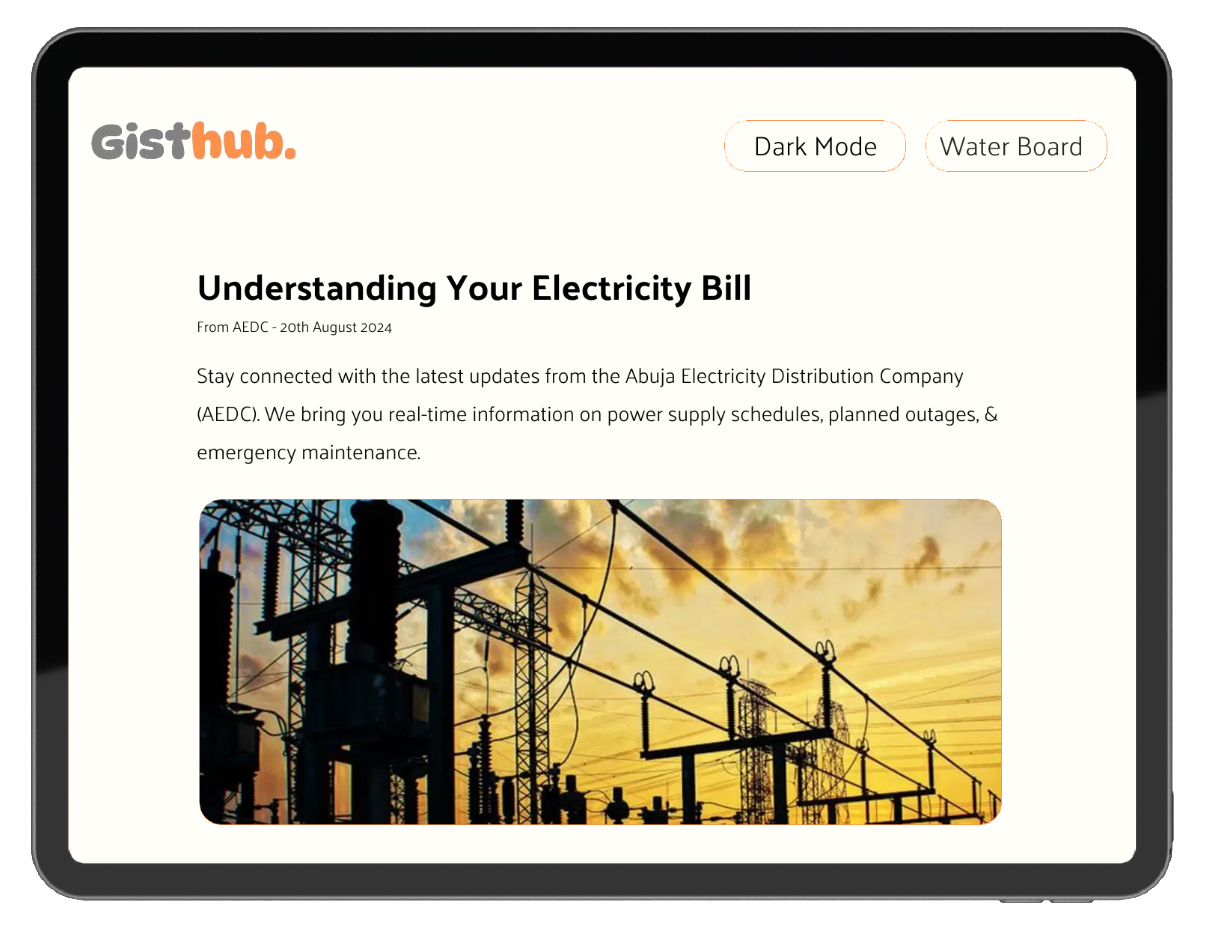 Gisthub.
Dark Mode
Water Board
Understanding Your Electricity Bill
From AEDC - 20th August 2024
Stay connected with the latest updates from the Abuja Electricity Distribution Company
(AEDC). We bring you real-time information on power supply schedules, planned outages, &
emergency maintenance.